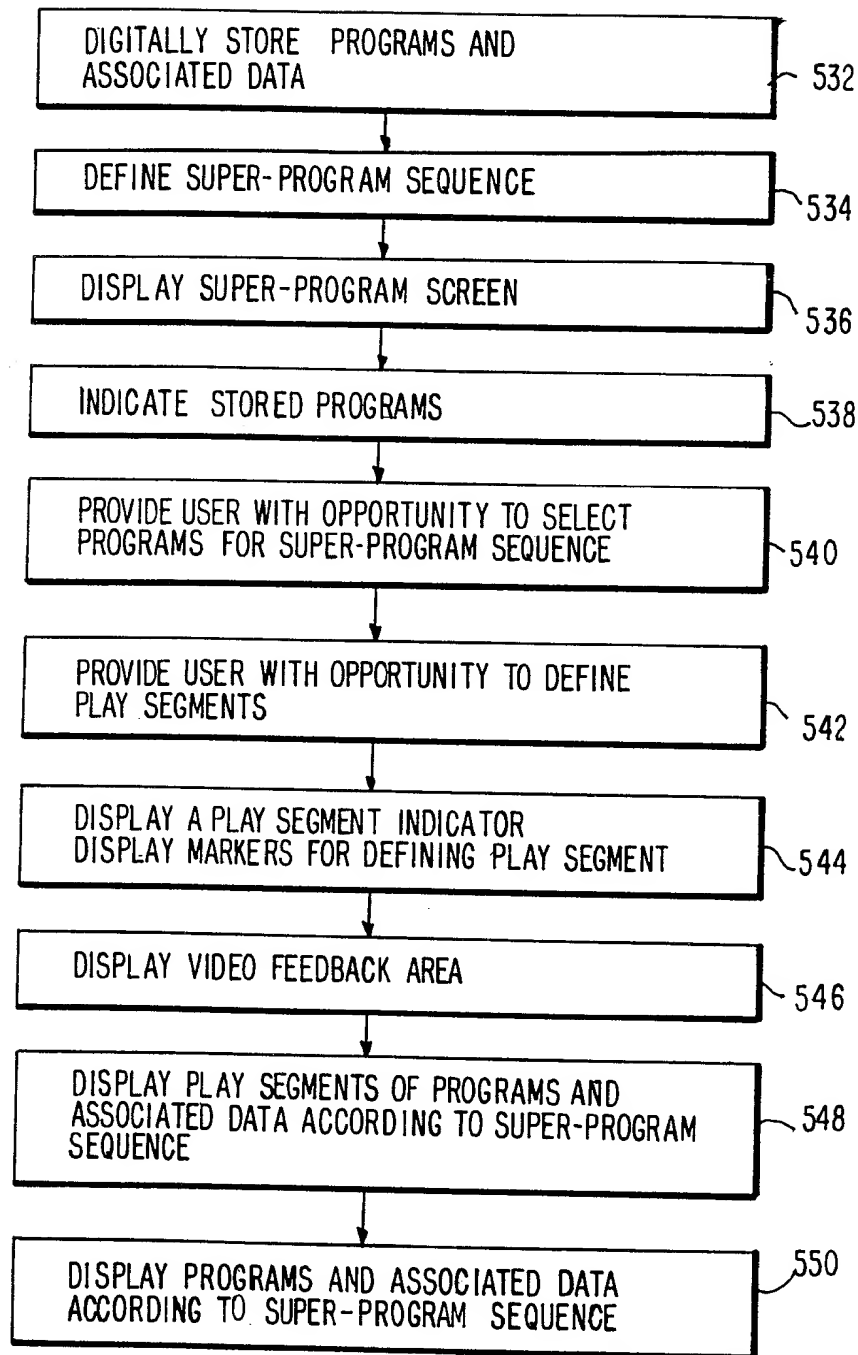 DIGITALLY STORE PROGRAMS AND
ASSOCIATED DATA
532
DEFINE SUPER-PROGRAM SEQUENCE
534
DISPLAY SUPER-PROGRAM SCREEN
536
INDICATE STORED PROGRAMS
538
PROVIDE USER WITH OPPORTUNITY TO SELECT
PROGRAMS FOR SUPER-PROGRAM SEQUENCE
540
PROVIDE USER WITH OPPORTUNITY TO DEFINE
PLAY SEGMENTS
542
DISPLAY A PLAY SEGMENT INDICATOR
DISPLAY MARKERS FOR DEFINING PLAY SEGMENT
544
DISPLAY VIDEO FEEDBACK AREA
546
DISPLAY PLAY SEGMENTS OF PROGRAMS AND
ASSOCIATED DATA ACCORDING TO SUPER-PROGRAM
SEQUENCE
548
DISPLAY PROGRAMS AND ASSOCIATED DATA
ACCORDING TO SUPER-PROGRAM SEQUENCE
550